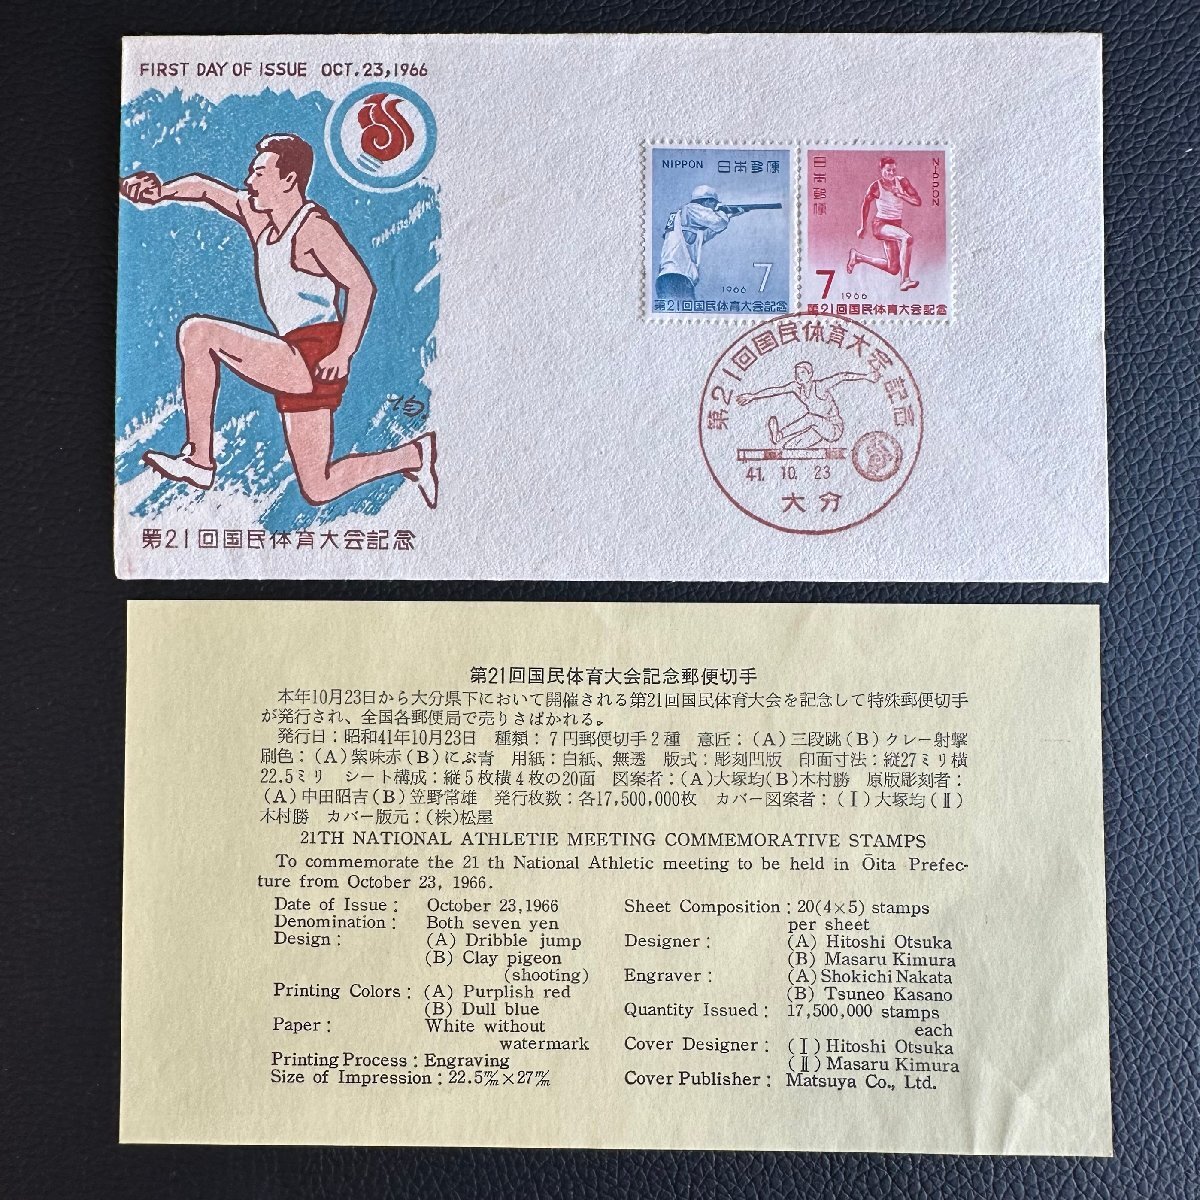 FIRST DAY OF ISSUE OCT. 23, 1966
第21回国民体育大会記念
NIPPON 日本郵便
7
1966
第21回国民体育大会記念
日本郵便
NIPPON
7
1966
第21回国民体育大会記念
第21回国民体育大会記念
41. 10. 23
大分
第21回国民体育大会記念郵便切手
本年10月23日から大分県下において開催される第21回国民体育大会を記念して特殊郵便切手
が発行され、全国各郵便局で売りさばかれる。
発行日:昭和41年10月23日 種類:7円郵便切手2種 意匠:(A)三段跳(B)クレー射撃
刷色:(A)紫味赤(B)にぶ青 用紙:白紙、無透 版式:彫刻凹版 印面寸法:縦27ミリ横
22.5ミリ シート構成:縦5枚横4枚の20面 図案者:(A)大塚均(B)木村勝 原版彫刻者:
(A)中田昭吉(B)笠野常雄 発行枚数:各17,500,000枚 カバー図案者:(Ⅰ)大塚均(Ⅱ)
木村勝 カバー版元:(株)松屋
21TH NATIONAL ATHLETIE MEETING COMMEMORATIVE STAMPS
To commemorate the 21 th National Athletic meeting to be held in Ōita Prefec-
ture from October 23, 1966.
Date of Issue: October 23,1966
Denomination: Both seven yen
Design: (A) Dribble jump
(B) Clay pigeon
(shooting)
Printing Colors: (A) Purplish red
(B) Dull blue
Paper: White without
watermark
Printing Process: Engraving
Size of Impression: 22.5m/m×27m/m
Sheet Composition: 20(4×5) stamps
per sheet
Designer: (A) Hitoshi Otsuka
(B) Masaru Kimura
Engraver: (A) Shokichi Nakata
(B) Tsuneo Kasano
Quantity Issued: 17,500,000 stamps
each
Cover Designer: (Ⅰ) Hitoshi Otsuka
(Ⅱ) Masaru Kimura
Cover Publisher: Matsuya Co., Ltd.